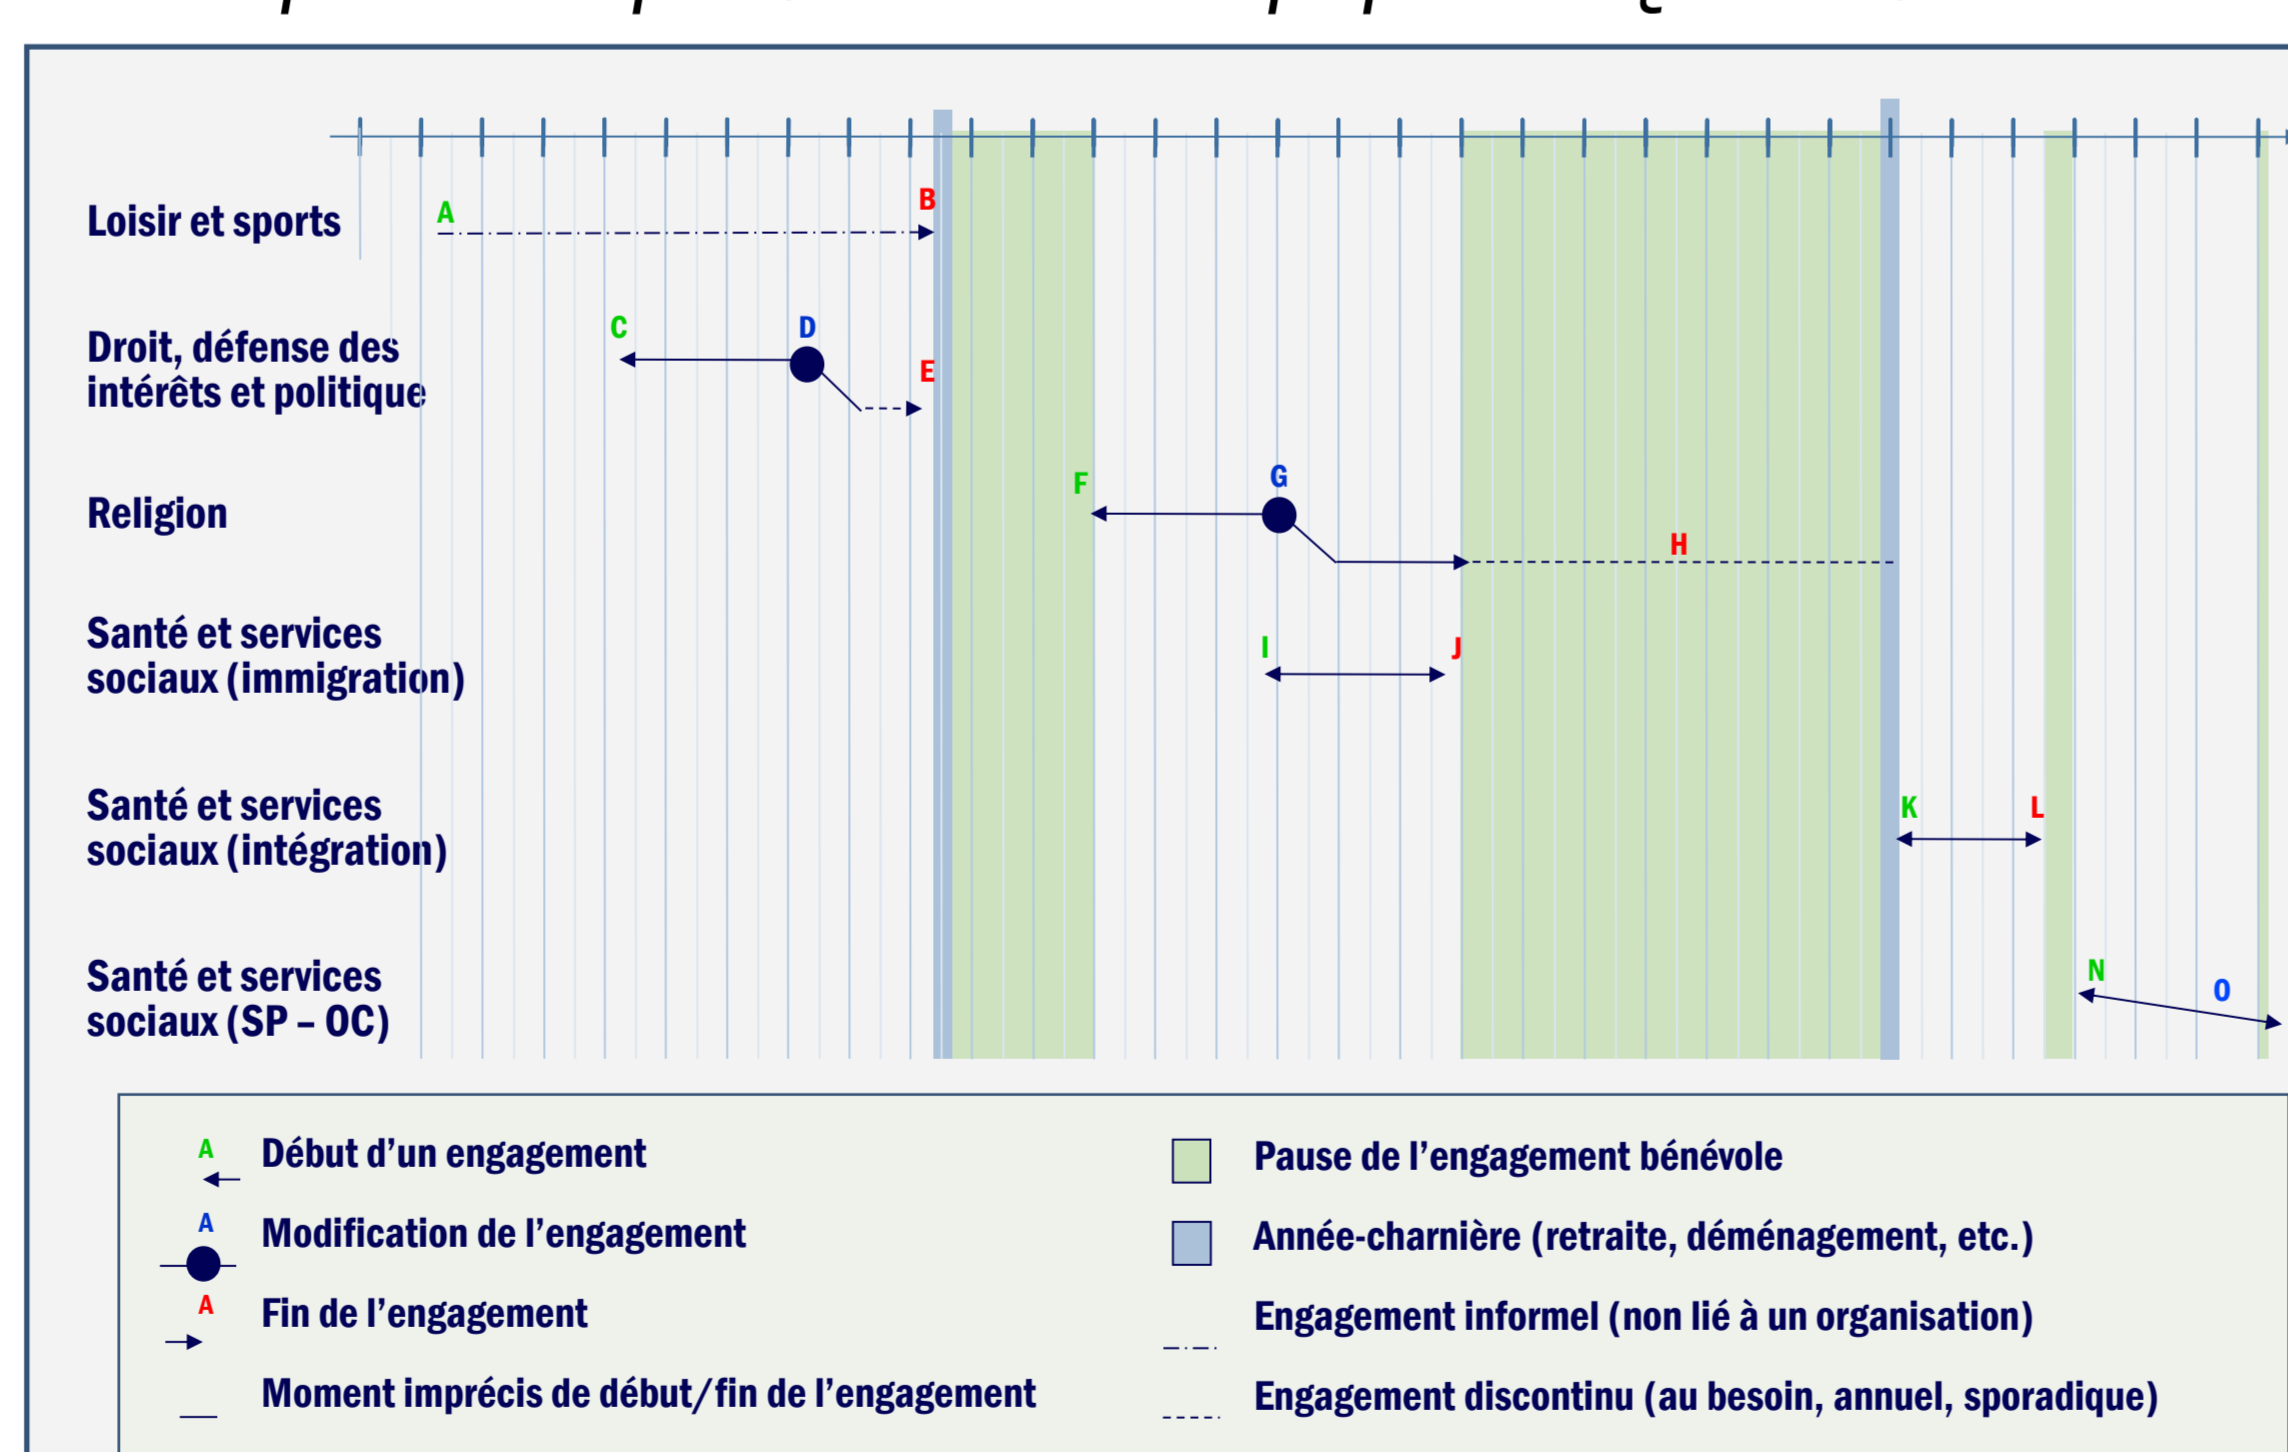 B
A
Loisir et sports
C
D
Droit, défense des
intérêts et politique
E
F
G
Religion
H
Santé et services
sociaux (immigration)
I
J
Santé et services
sociaux (intégration)
K
L
Santé et services
sociaux (SP – OC)
N
O
A
Début d’un engagement
A
Modification de l’engagement
A
Fin de l’engagement
Moment imprécis de début/fin de l’engagement
Pause de l’engagement bénévole
Année-charnière (retraite, déménagement, etc.)
Engagement informel (non lié à un organisation)
Engagement discontinu (au besoin, annuel, sporadique)